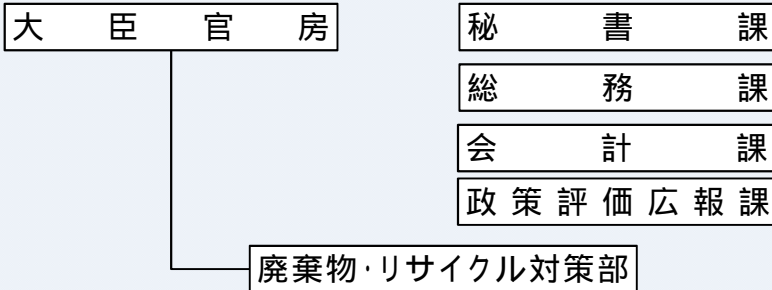 大臣官房
秘書課
総務課
会計課
政策評価広報課
廃棄物・リサイクル対策部